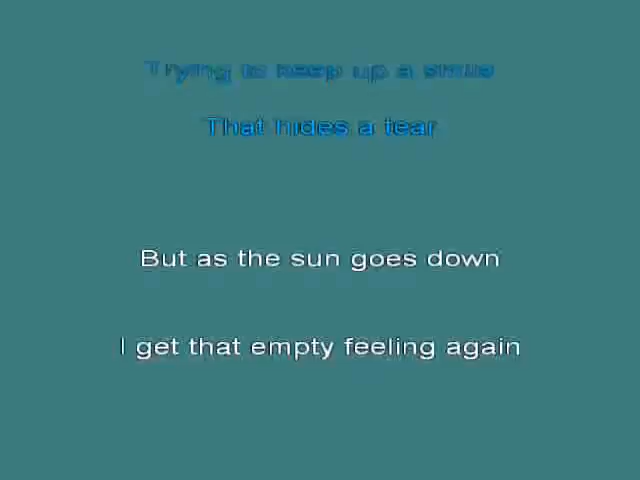 Trying to keep up a smile
That hides a tear
But as the sun goes down
I get that empty feeling again